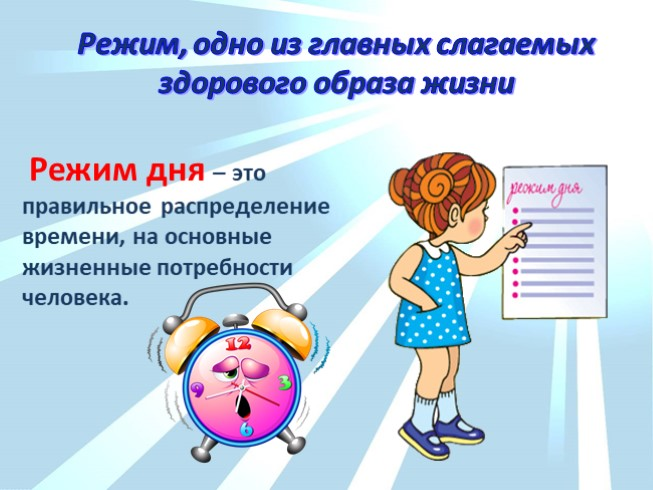 Режим, одно из главных слагаемых
здорового образа жизни
Режим дня – это
правильное распределение
времени, на основные
жизненные потребности
человека.
режим дня
12
9
3
6